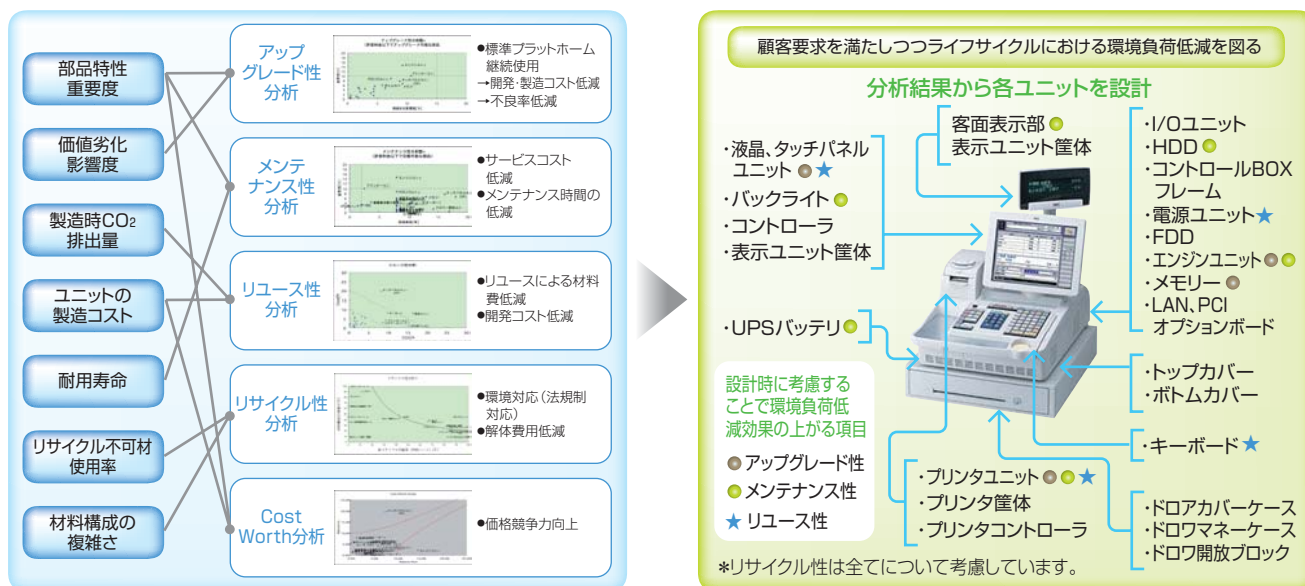 部品特性
重要度
価値劣化
影響度
製造時CO₂
排出量
ユニットの
製造コスト
耐用寿命
リサイクル不可材
使用率
材料構成の
複雑さ
アップ
グレード性
分析
●標準プラットホーム
継続使用
→開発・製造コスト低減
→不良率低減
メンテ
ナンス性
分析
●サービスコスト
低減
●メンテナンス時間の
低減
リユース性
分析
●リユースによる材料
費低減
●開発コスト低減
リサイクル性
分析
●環境対応(法規制
対応)
●解体費用低減
Cost
Worth分析
●価格競争力向上
顧客要求を満たしつつライフサイクルにおける環境負荷低減を図る
分析結果から各ユニットを設計
・液晶、タッチパネル
ユニット●★
・バックライト●
・コントローラ
・表示ユニット筐体
客面表示部●
表示ユニット筐体
・I/Oユニット
・HDD●
・コントロールBOX
フレーム
・電源ユニット★
・FDD
・エンジンユニット●●
・メモリー●
・LAN、PCI
オプションボード
・UPSバッテリ●
・トップカバー
・ボトムカバー
・キーボード★
設計時に考慮する
ことで環境負荷低
減効果の上がる項目
●アップグレード性
●メンテナンス性
★リユース性
・プリンタユニット●●★
・プリンタ筐体
・プリンタコントローラ
・ドロアカバーケース
・ドロワマネーケース
・ドロワ開放ブロック
*リサイクル性は全てについて考慮しています。